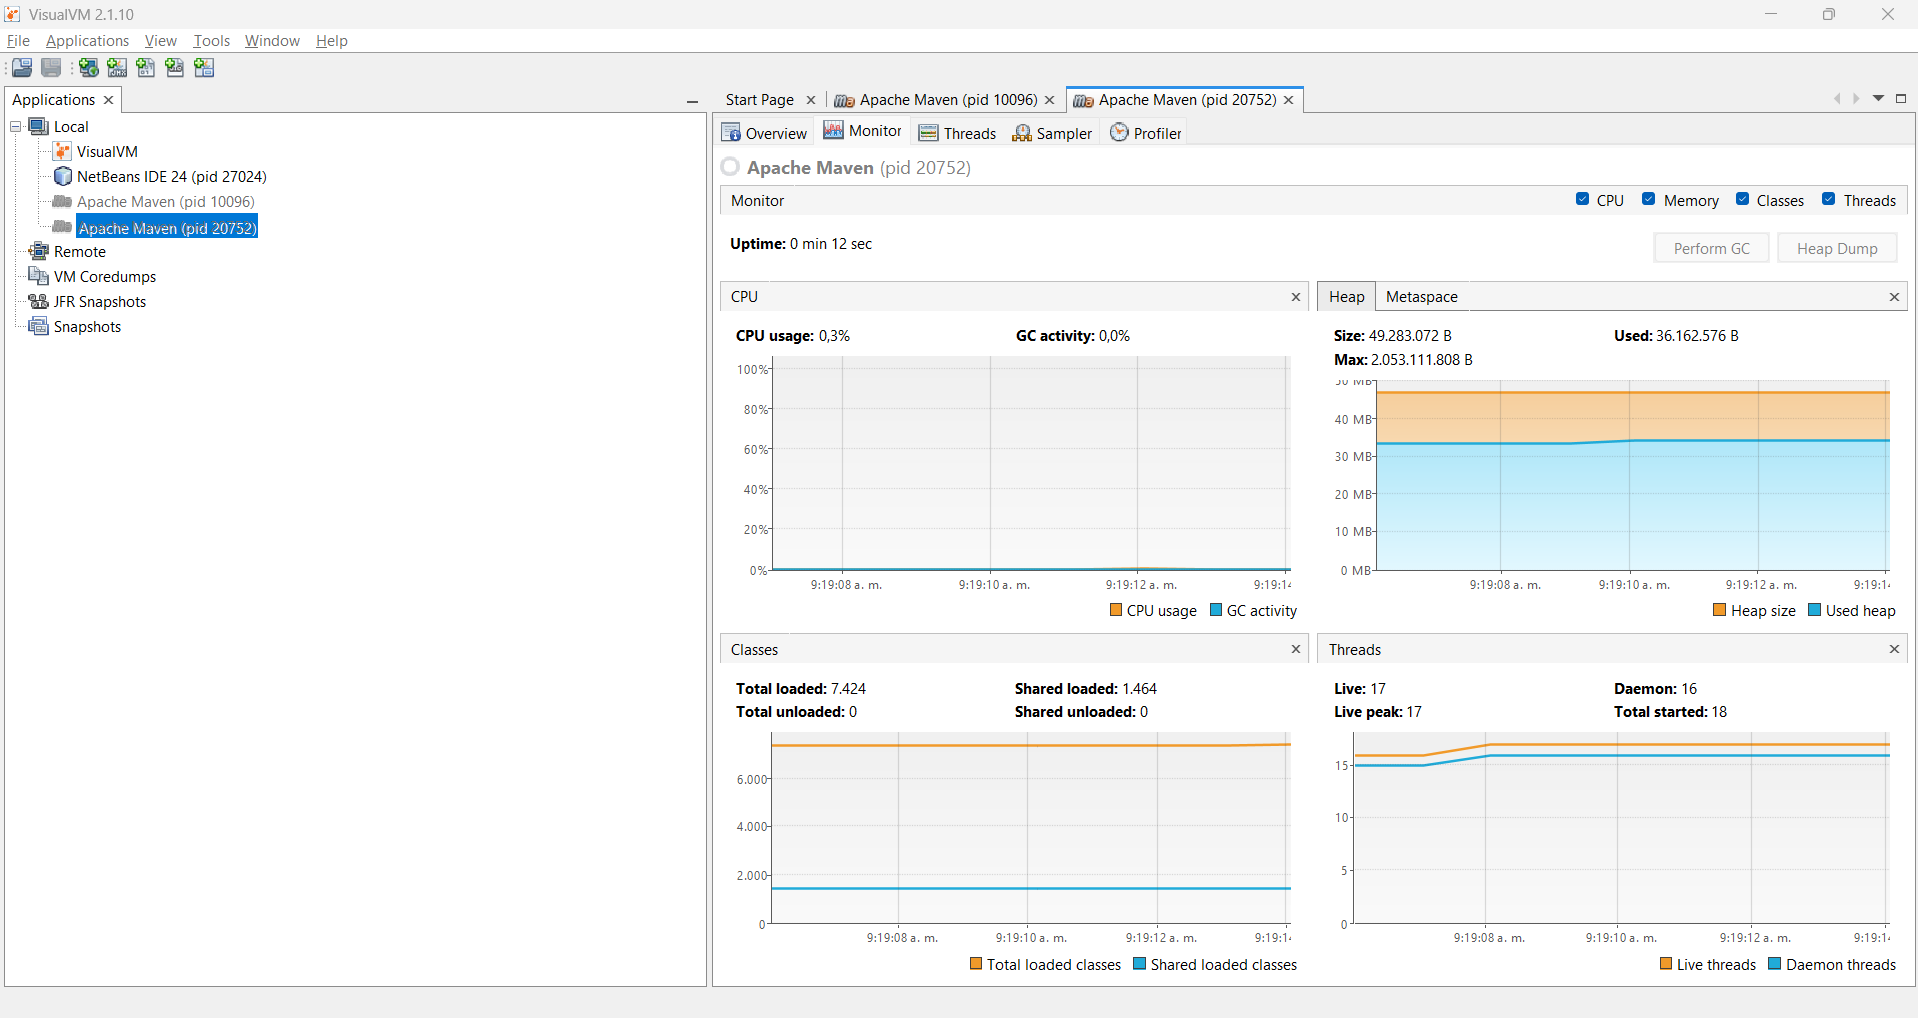 VisualVM 2.1.10
File Applications View Tools Window Help
Applications
Local
VisualVM
NetBeans IDE 24 (pid 27024)
Apache Maven (pid 10096)
Apache Maven (pid 20752)
Remote
VM Coredumps
JFR Snapshots
Snapshots
Start Page Apache Maven (pid 10096) Apache Maven (pid 20752)
Overview Monitor Threads Sampler Profiler
Apache Maven (pid 20752)
Monitor CPU Memory Classes Threads
Uptime: 0 min 12 sec Perform GC Heap Dump
CPU
CPU usage: 0,3% GC activity: 0,0%
100%
80%
60%
40%
20%
0%
9:19:08 a. m. 9:19:10 a. m. 9:19:12 a. m. 9:19:1
CPU usage GC activity
Heap Metaspace
Size: 49.283.072 B Used: 36.162.576 B
Max: 2.053.111.808 B
50 MB
40 MB
30 MB
20 MB
10 MB
0 MB
9:19:08 a. m. 9:19:10 a. m. 9:19:12 a. m. 9:19:1
Heap size Used heap
Classes
Total loaded: 7.424 Shared loaded: 1.464
Total unloaded: 0 Shared unloaded: 0
6.000
4.000
2.000
0
9:19:08 a. m. 9:19:10 a. m. 9:19:12 a. m. 9:19:1
Total loaded classes Shared loaded classes
Threads
Live: 17 Daemon: 16
Live peak: 17 Total started: 18
15
10
5
0
9:19:08 a. m. 9:19:10 a. m. 9:19:12 a. m. 9:19:1
Live threads Daemon threads